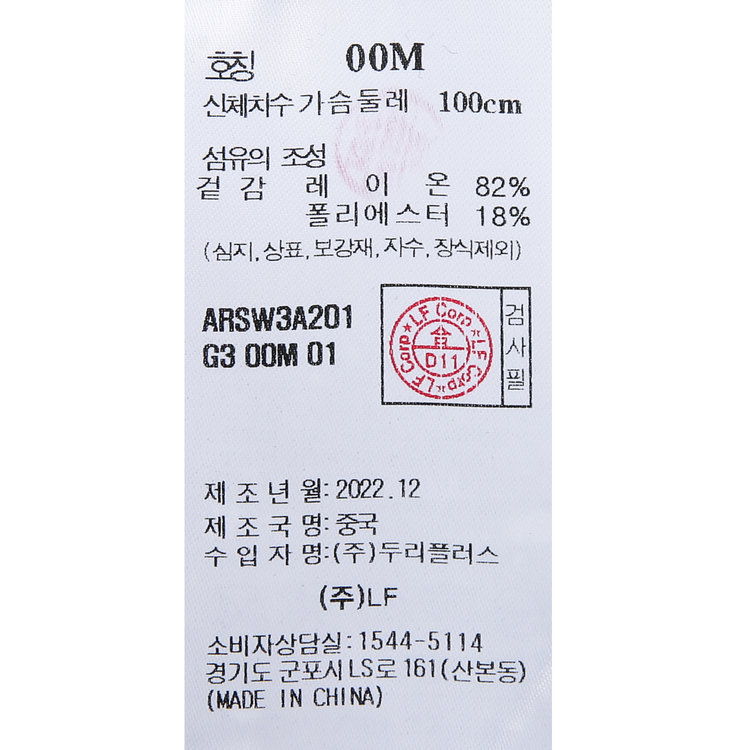 호칭 00M
신체치수 가슴둘레 100cm
섬유의 조성
겉감 레이온 82%
폴리에스터 18%
(심지, 상표, 보강재, 자수, 장식제외)
ARSW3A201
G3 00M 01
LF Corp★LF Corp★LF Corp★
合
D11
검사필
제조년월: 2022.12
제조국명: 중국
수입자명: (주)두리플러스
(주)LF
소비자상담실: 1544-5114
경기도 군포시 LS로 161 (산본동)
(MADE IN CHINA)